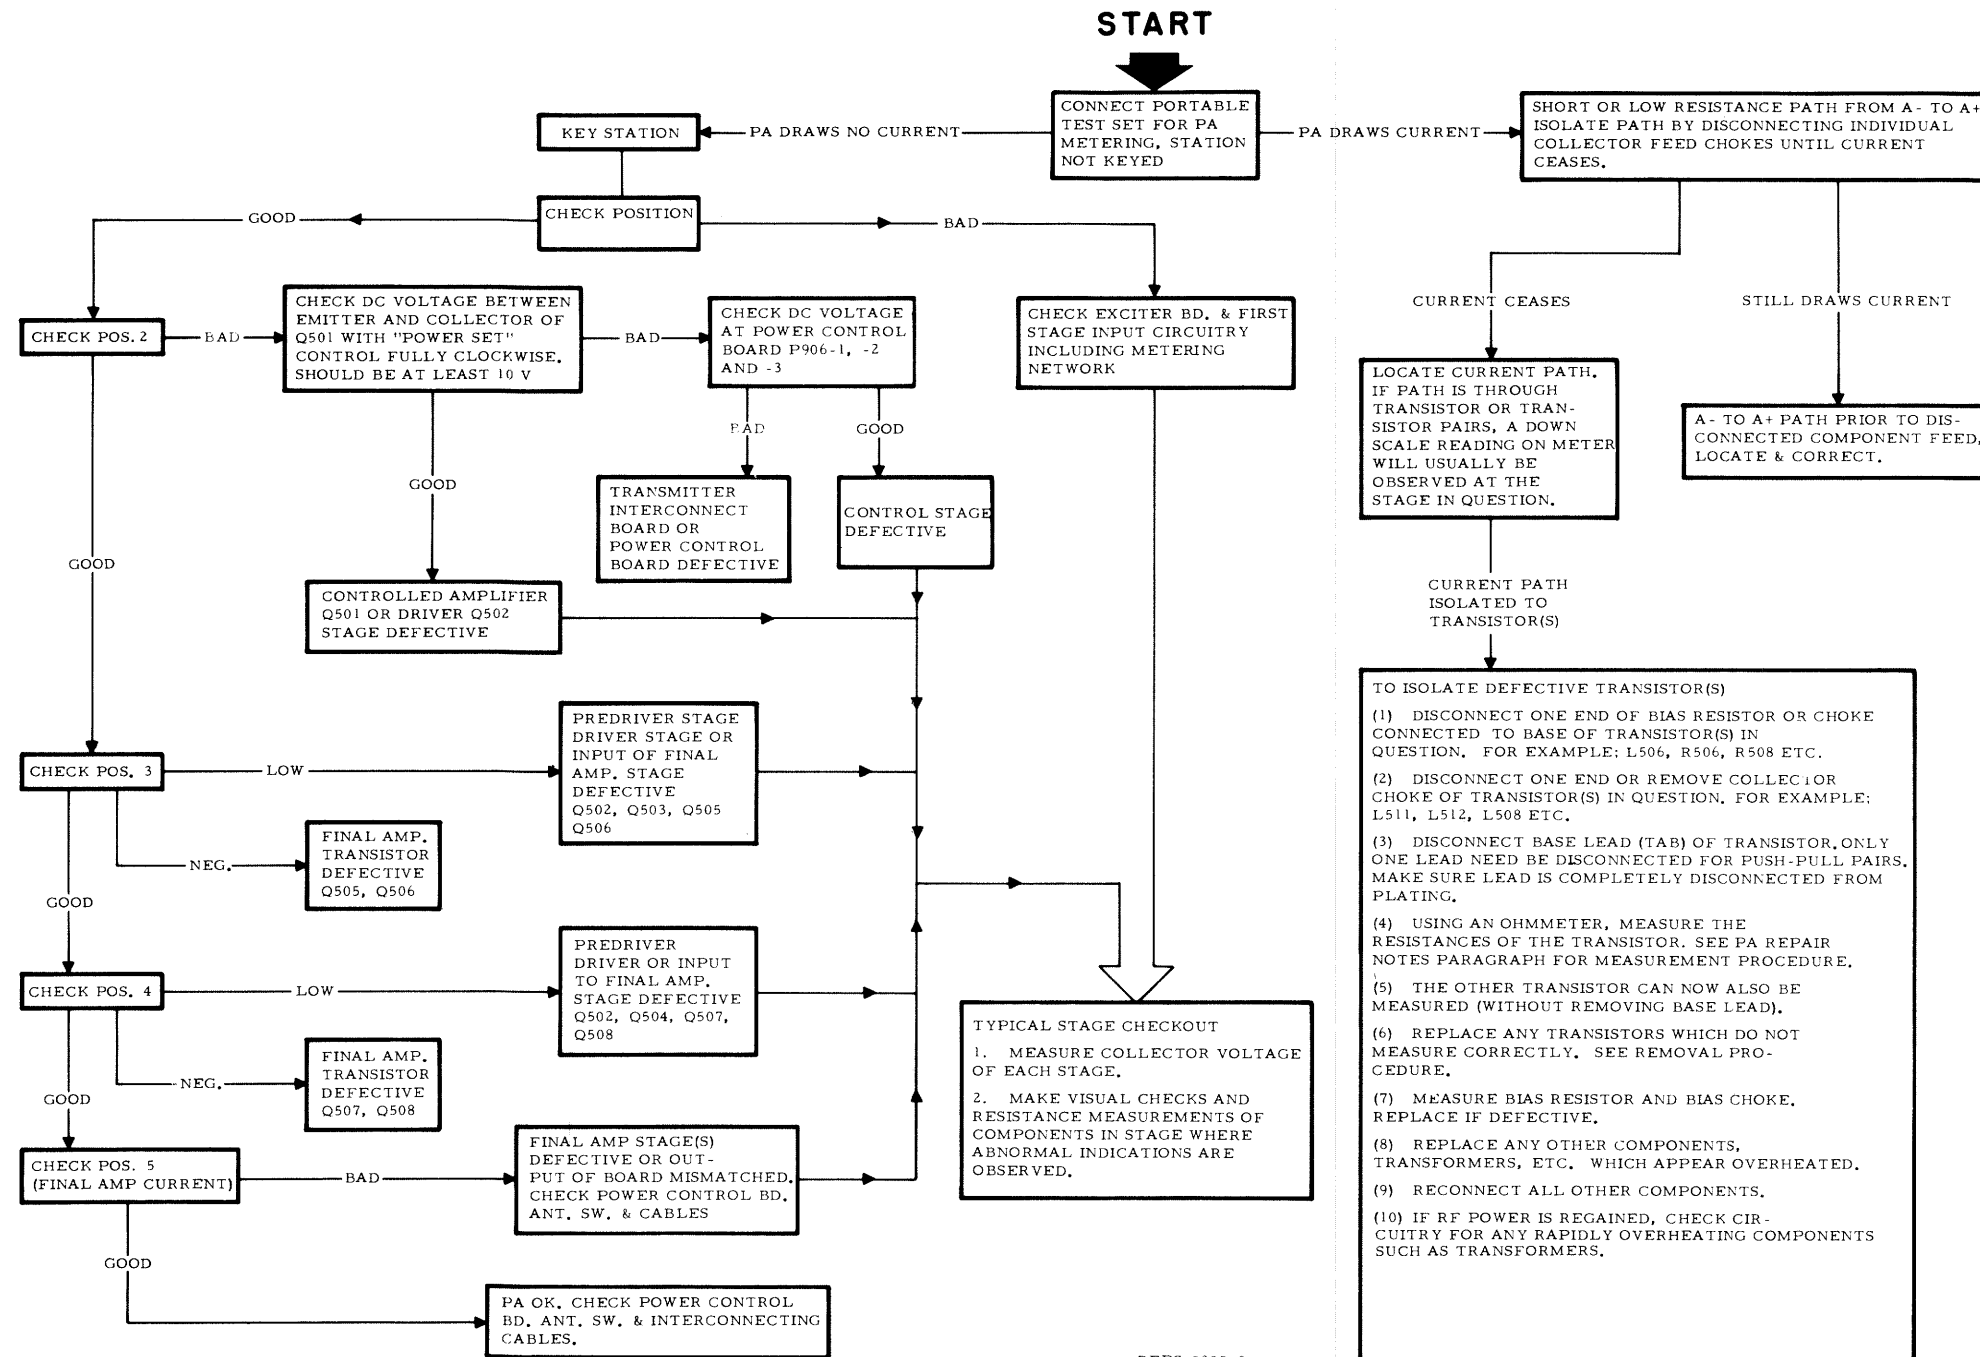 START
CONNECT PORTABLE
TEST SET FOR PA
METERING, STATION
NOT KEYED
PA DRAWS NO CURRENT
KEY STATION
PA DRAWS CURRENT
SHORT OR LOW RESISTANCE PATH FROM A- TO A+
ISOLATE PATH BY DISCONNECTING INDIVIDUAL
COLLECTOR FEED CHOKES UNTIL CURRENT
CEASES.
CHECK POSITION
GOOD
BAD
CHECK POS. 2
BAD
CHECK DC VOLTAGE BETWEEN
EMITTER AND COLLECTOR OF
Q501 WITH "POWER SET"
CONTROL FULLY CLOCKWISE.
SHOULD BE AT LEAST 10 V
BAD
CHECK DC VOLTAGE
AT POWER CONTROL
BOARD P906-1, -2
AND -3
CHECK EXCITER BD. & FIRST
STAGE INPUT CIRCUITRY
INCLUDING METERING
NETWORK
CURRENT CEASES
STILL DRAWS CURRENT
LOCATE CURRENT PATH.
IF PATH IS THROUGH
TRANSISTOR OR TRAN-
SISTOR PAIRS, A DOWN
SCALE READING ON METER
WILL USUALLY BE
OBSERVED AT THE
STAGE IN QUESTION.
A- TO A+ PATH PRIOR TO DIS-
CONNECTED COMPONENT FEED,
LOCATE & CORRECT.
BAD
GOOD
GOOD
TRANSMITTER
INTERCONNECT
BOARD OR
POWER CONTROL
BOARD DEFECTIVE
CONTROL STAGE
DEFECTIVE
GOOD
CONTROLLED AMPLIFIER
Q501 OR DRIVER Q502
STAGE DEFECTIVE
CURRENT PATH
ISOLATED TO
TRANSISTOR(S)
CHECK POS. 3
LOW
PREDRIVER STAGE
DRIVER STAGE OR
INPUT OF FINAL
AMP. STAGE
DEFECTIVE
Q502, Q503, Q505
Q506
NEG.
FINAL AMP.
TRANSISTOR
DEFECTIVE
Q505, Q506
GOOD
CHECK POS. 4
LOW
PREDRIVER
DRIVER OR INPUT
TO FINAL AMP.
STAGE DEFECTIVE
Q502, Q504, Q507,
Q508
NEG.
FINAL AMP.
TRANSISTOR
DEFECTIVE
Q507, Q508
GOOD
CHECK POS. 5
(FINAL AMP CURRENT)
BAD
FINAL AMP STAGE(S)
DEFECTIVE OR OUT-
PUT OF BOARD MISMATCHED.
CHECK POWER CONTROL BD.
ANT. SW. & CABLES
GOOD
PA OK. CHECK POWER CONTROL
BD. ANT. SW. & INTERCONNECTING
CABLES.
TYPICAL STAGE CHECKOUT
1. MEASURE COLLECTOR VOLTAGE
OF EACH STAGE.
2. MAKE VISUAL CHECKS AND
RESISTANCE MEASUREMENTS OF
COMPONENTS IN STAGE WHERE
ABNORMAL INDICATIONS ARE
OBSERVED.
TO ISOLATE DEFECTIVE TRANSISTOR(S)
(1) DISCONNECT ONE END OF BIAS RESISTOR OR CHOKE
CONNECTED TO BASE OF TRANSISTOR(S) IN
QUESTION. FOR EXAMPLE; L506, R506, R508 ETC.
(2) DISCONNECT ONE END OR REMOVE COLLECTOR
CHOKE OF TRANSISTOR(S) IN QUESTION. FOR EXAMPLE;
L511, L512, L508 ETC.
(3) DISCONNECT BASE LEAD (TAB) OF TRANSISTOR. ONLY
ONE LEAD NEED BE DISCONNECTED FOR PUSH-PULL PAIRS.
MAKE SURE LEAD IS COMPLETELY DISCONNECTED FROM
PLATING.
(4) USING AN OHMMETER, MEASURE THE
RESISTANCES OF THE TRANSISTOR. SEE PA REPAIR
NOTES PARAGRAPH FOR MEASUREMENT PROCEDURE.
(5) THE OTHER TRANSISTOR CAN NOW ALSO BE
MEASURED (WITHOUT REMOVING BASE LEAD).
(6) REPLACE ANY TRANSISTORS WHICH DO NOT
MEASURE CORRECTLY. SEE REMOVAL PRO-
CEDURE.
(7) MEASURE BIAS RESISTOR AND BIAS CHOKE.
REPLACE IF DEFECTIVE.
(8) REPLACE ANY OTHER COMPONENTS,
TRANSFORMERS, ETC. WHICH APPEAR OVERHEATED.
(9) RECONNECT ALL OTHER COMPONENTS.
(10) IF RF POWER IS REGAINED, CHECK CIR-
CUITRY FOR ANY RAPIDLY OVERHEATING COMPONENTS
SUCH AS TRANSFORMERS.